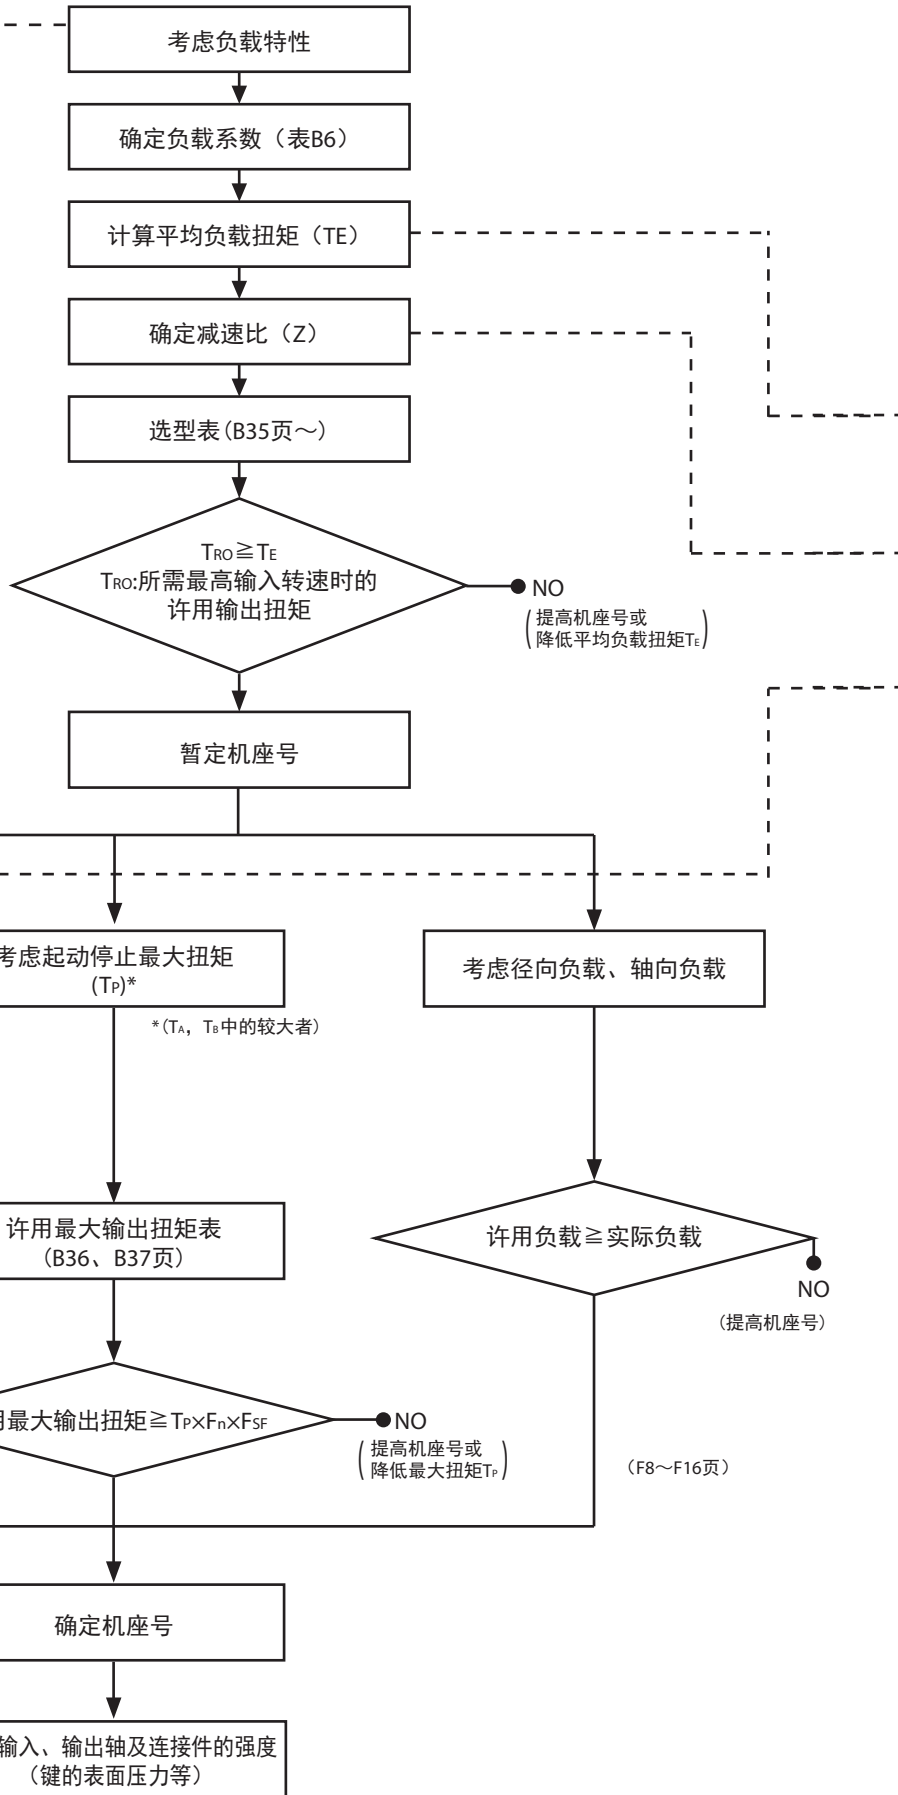 考虑负载特性
确定负载系数（表B6）
计算平均负载扭矩（TE）
确定减速比（Z）
选型表(B35页～)
TRO≧TE
TRO:所需最高输入转速时的
许用输出扭矩
NO
(提高机座号或
降低平均负载扭矩TE)
暂定机座号
考虑起动停止最大扭矩
(TP)*
*(TA，TB中的较大者)
考虑径向负载、轴向负载
许用最大输出扭矩表
(B36、B37页)
许用负载≧实际负载
NO
(提高机座号)
用最大输出扭矩≧TP×Fn×FSF
NO
(提高机座号或
降低最大扭矩TP)
（F8～F16页）
确定机座号
输入、输出轴及连接件的强度
（键的表面压力等）